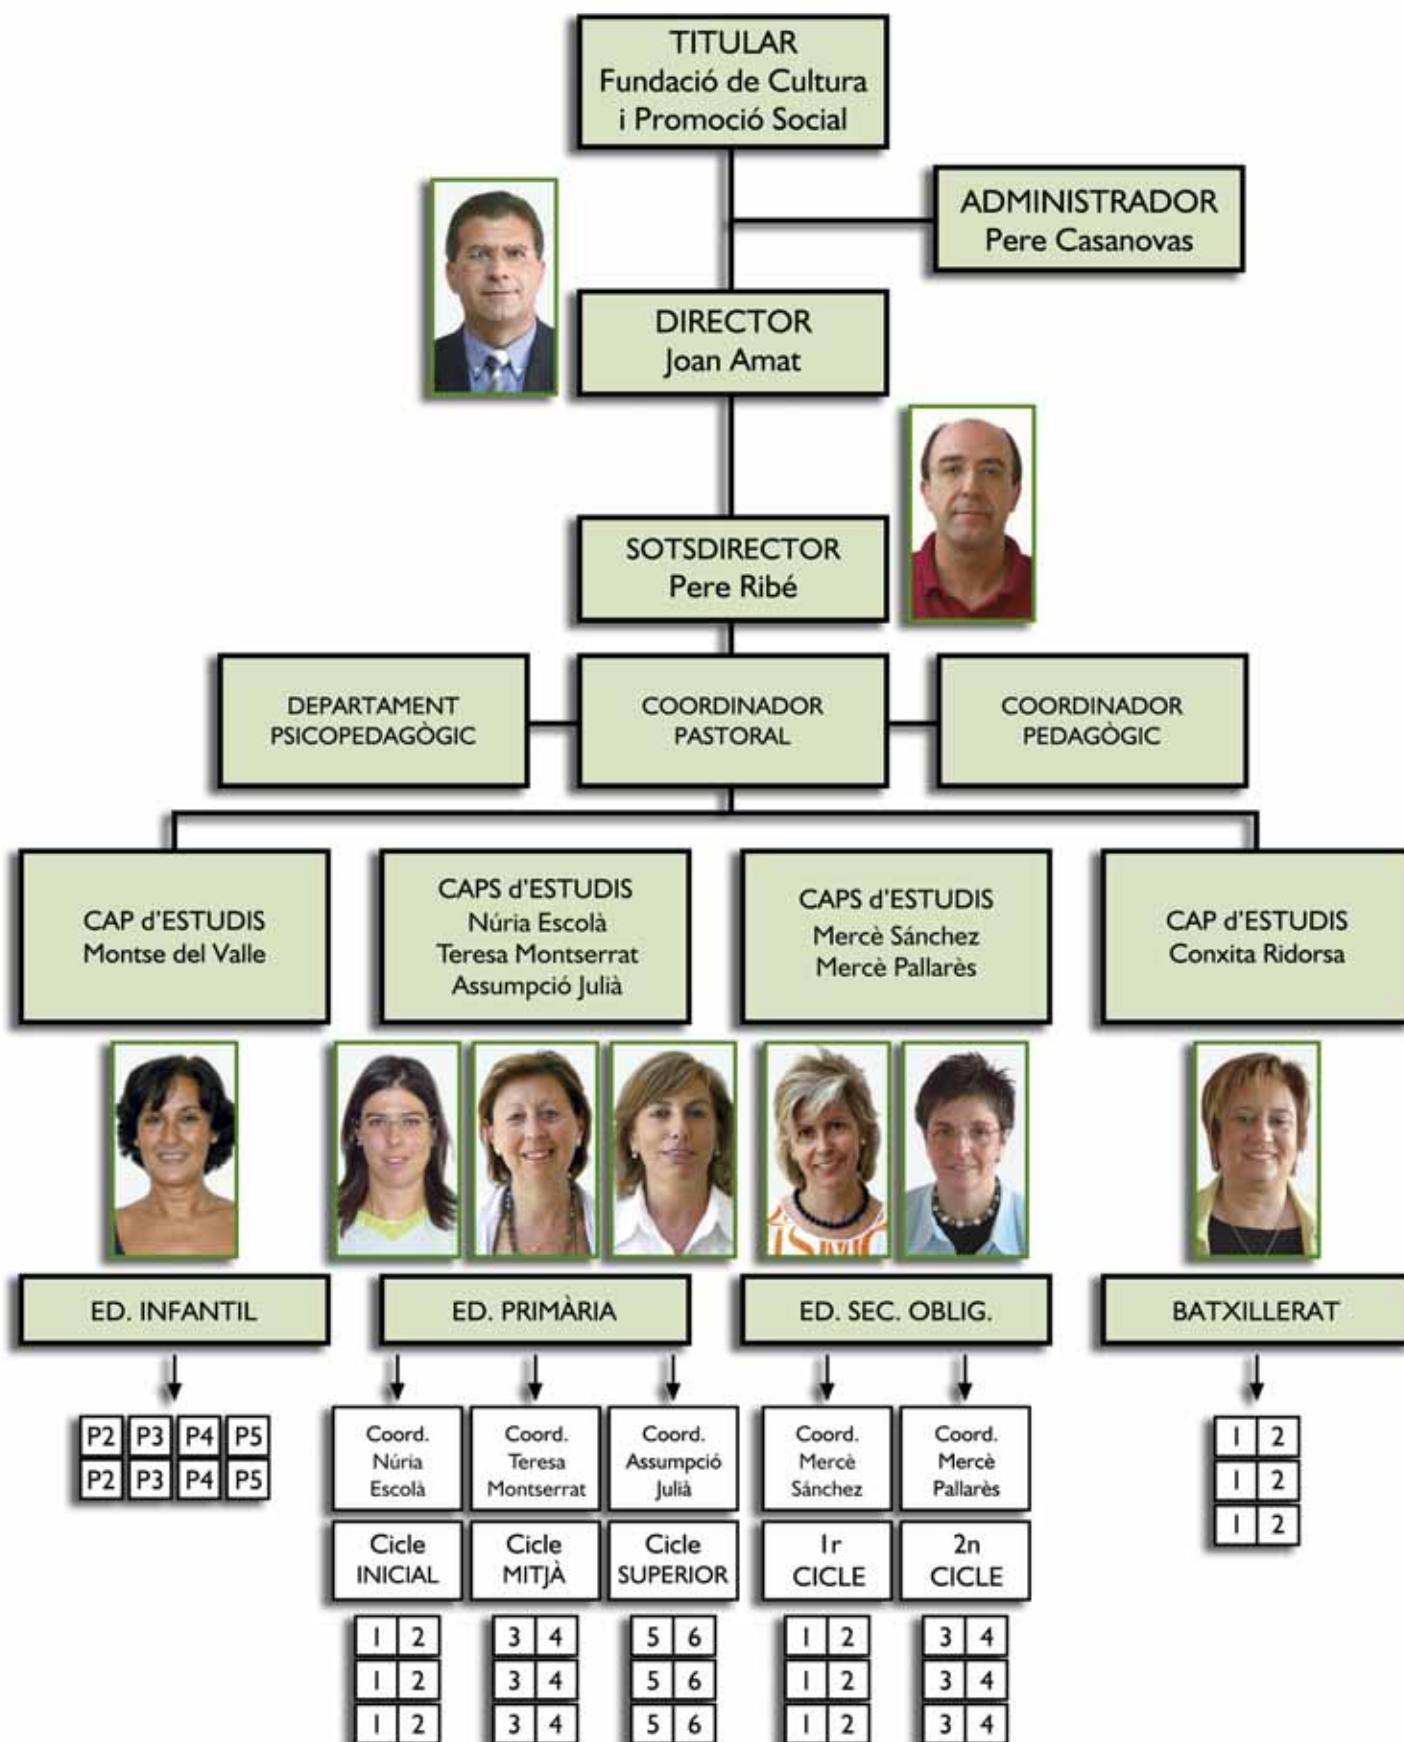 TITULAR
Fundació de Cultura
i Promoció Social
ADMINISTRADOR
Pere Casanovas
DIRECTOR
Joan Amat
SOTSDIRECTOR
Pere Ribé
DEPARTAMENT
PSICOPEDAGÒGIC
COORDINADOR
PASTORAL
COORDINADOR
PEDAGÒGIC
CAP d'ESTUDIS
Montse del Valle
CAPS d'ESTUDIS
Núria Escolà
Teresa Montserrat
Assumpció Julià
CAPS d'ESTUDIS
Mercè Sánchez
Mercè Pallarès
CAP d'ESTUDIS
Conxita Ridorsa
ED. INFANTIL
ED. PRIMÀRIA
ED. SEC. OBLIG.
BATXILLERAT
P2 P3 P4 P5
P2 P3 P4 P5
Coord.
Núria
Escolà
Cicle
INICIAL
1 2
1 2
1 2
Coord.
Teresa
Montserrat
Cicle
MITJÀ
3 4
3 4
3 4
Coord.
Assumpció
Julià
Cicle
SUPERIOR
5 6
5 6
5 6
Coord.
Mercè
Sánchez
1r
CICLE
1 2
1 2
1 2
Coord.
Mercè
Pallarès
2n
CICLE
3 4
3 4
3 4
1 2
1 2
1 2